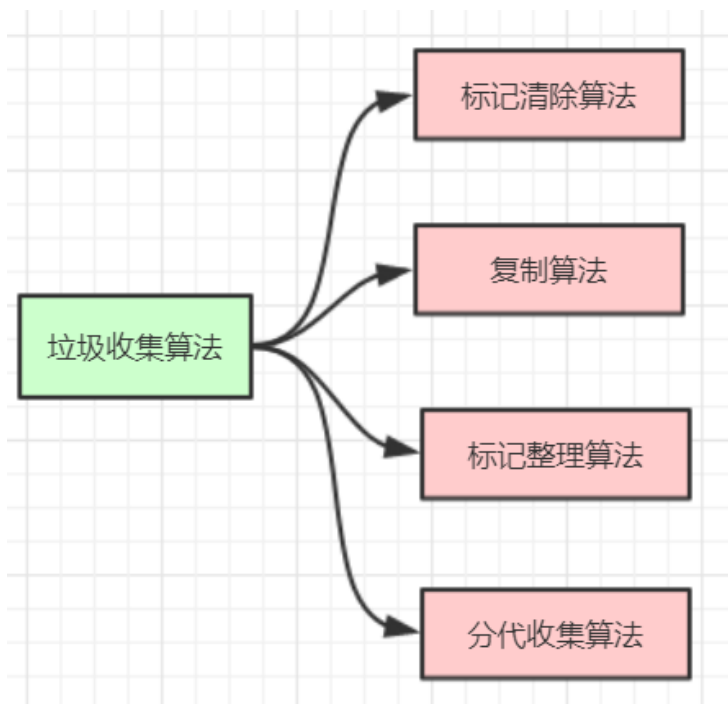 标记清除算法
复制算法
垃圾收集算法
标记整理算法
分代收集算法